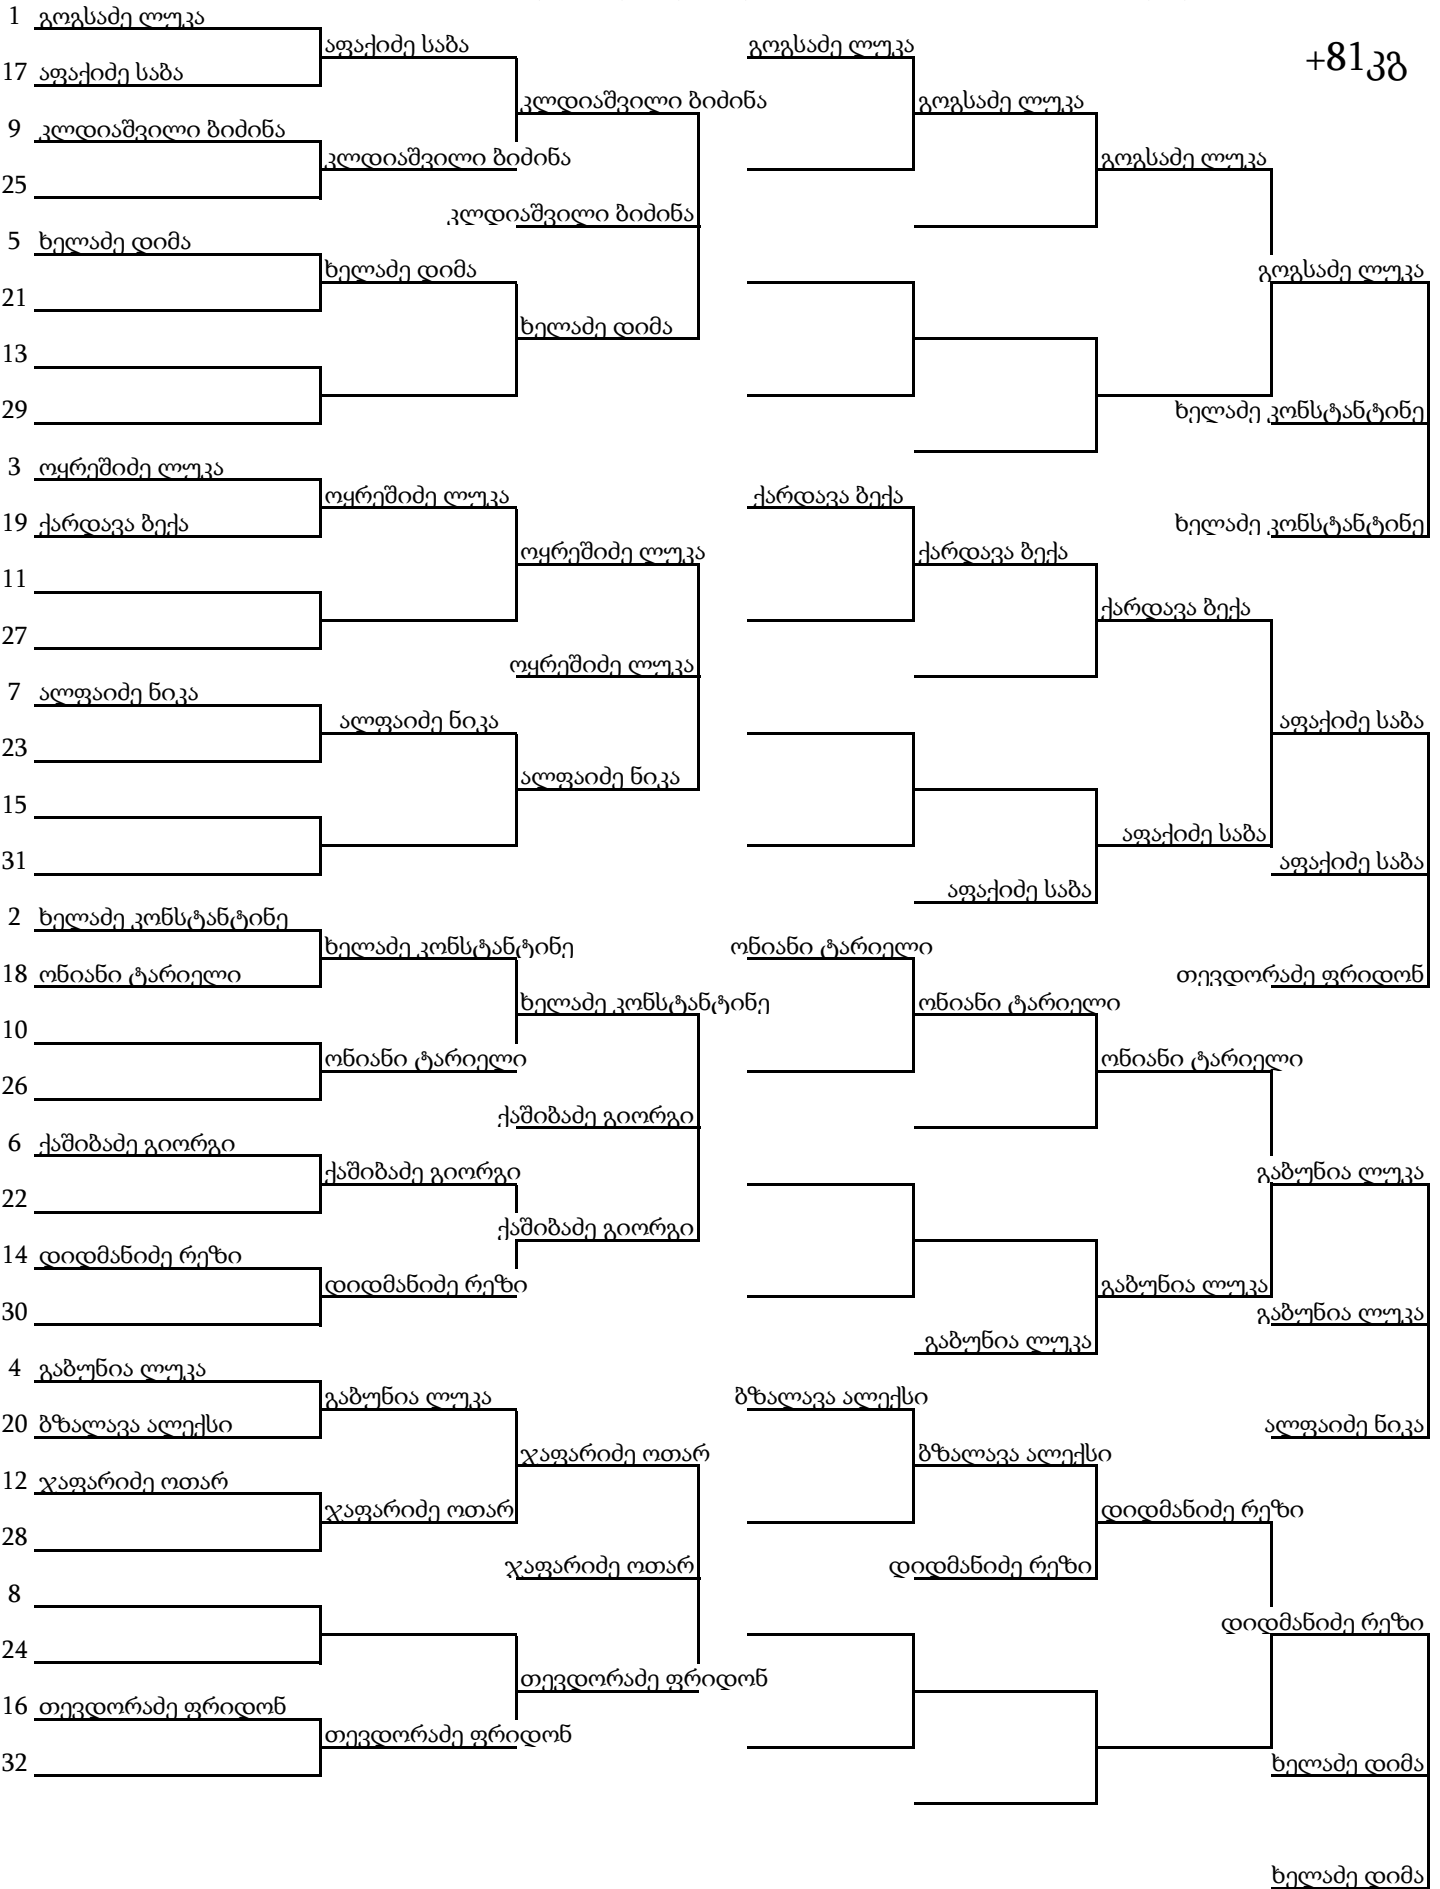 +81კგ
1 გოგსაძე ლუკა
აფაქიძე საბა
17 აფაქიძე საბა
კლდიაშვილი ბიძინა
9 კლდიაშვილი ბიძინა
კლდიაშვილი ბიძინა
25
კლდიაშვილი ბიძინა
5 ხელაძე დიმა
ხელაძე დიმა
21
ხელაძე დიმა
13
29
3 ოყრეშიძე ლუკა
ოყრეშიძე ლუკა
19 ქარდავა ბექა
ოყრეშიძე ლუკა
11
27
ოყრეშიძე ლუკა
7 ალფაიძე ნიკა
ალფაიძე ნიკა
23
ალფაიძე ნიკა
15
31
2 ხელაძე კონსტანტინე
ხელაძე კონსტანტინე
18 ონიანი ტარიელი
ხელაძე კონსტანტინე
10
ონიანი ტარიელი
26
ქაშიბაძე გიორგი
6 ქაშიბაძე გიორგი
ქაშიბაძე გიორგი
22
ქაშიბაძე გიორგი
14 დიდმანიძე რეზი
დიდმანიძე რეზი
30
4 გაბუნია ლუკა
გაბუნია ლუკა
20 ბზალავა ალექსი
ჯაფარიძე ოთარ
12 ჯაფარიძე ოთარ
ჯაფარიძე ოთარ
28
ჯაფარიძე ოთარ
8
24
თევდორაძე ფრიდონ
16 თევდორაძე ფრიდონ
თევდორაძე ფრიდონ
32
გოგსაძე ლუკა
გოგსაძე ლუკა
გოგსაძე ლუკა
გოგსაძე ლუკა
ხელაძე კონსტანტინე
ხელაძე კონსტანტინე
ქარდავა ბექა
ქარდავა ბექა
ქარდავა ბექა
აფაქიძე საბა
აფაქიძე საბა
აფაქიძე საბა
აფაქიძე საბა
თევდორაძე ფრიდონ
ონიანი ტარიელი
ონიანი ტარიელი
ონიანი ტარიელი
გაბუნია ლუკა
გაბუნია ლუკა
გაბუნია ლუკა
გაბუნია ლუკა
ალფაიძე ნიკა
ბზალავა ალექსი
ბზალავა ალექსი
დიდმანიძე რეზი
დიდმანიძე რეზი
დიდმანიძე რეზი
ხელაძე დიმა
ხელაძე დიმა